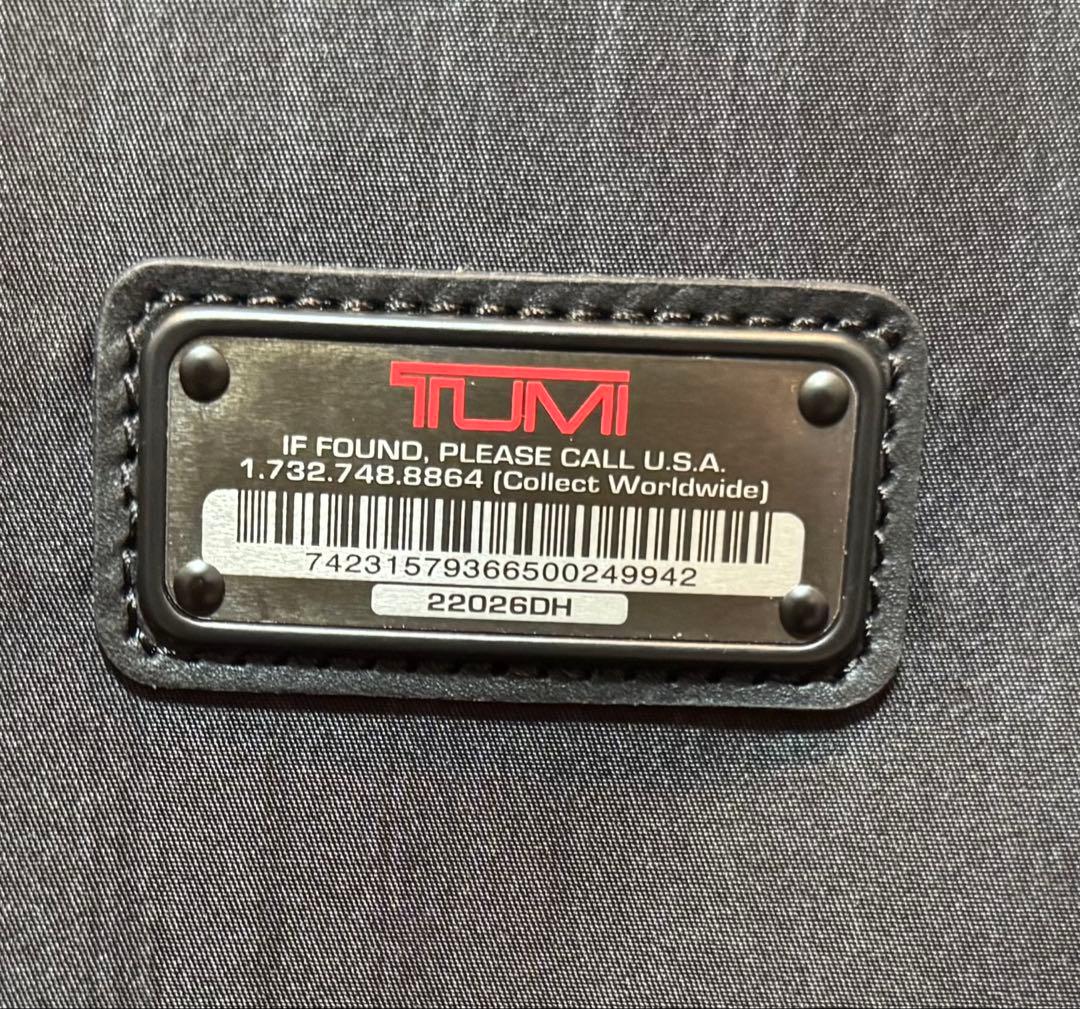 TUMI
IF FOUND, PLEASE CALL U.S.A.
1.732.748.8864 (Collect Worldwide)
74231579366500249942
22026DH